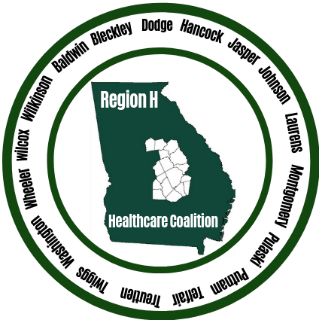 Baldwin Bleckley Dodge Hancock Jasper Johnson Laurens Montgomery Pulaski Putnam Telfair Treutlen Twiggs Washington Wheeler wilcox Wilkinson
Region H
Healthcare Coalition